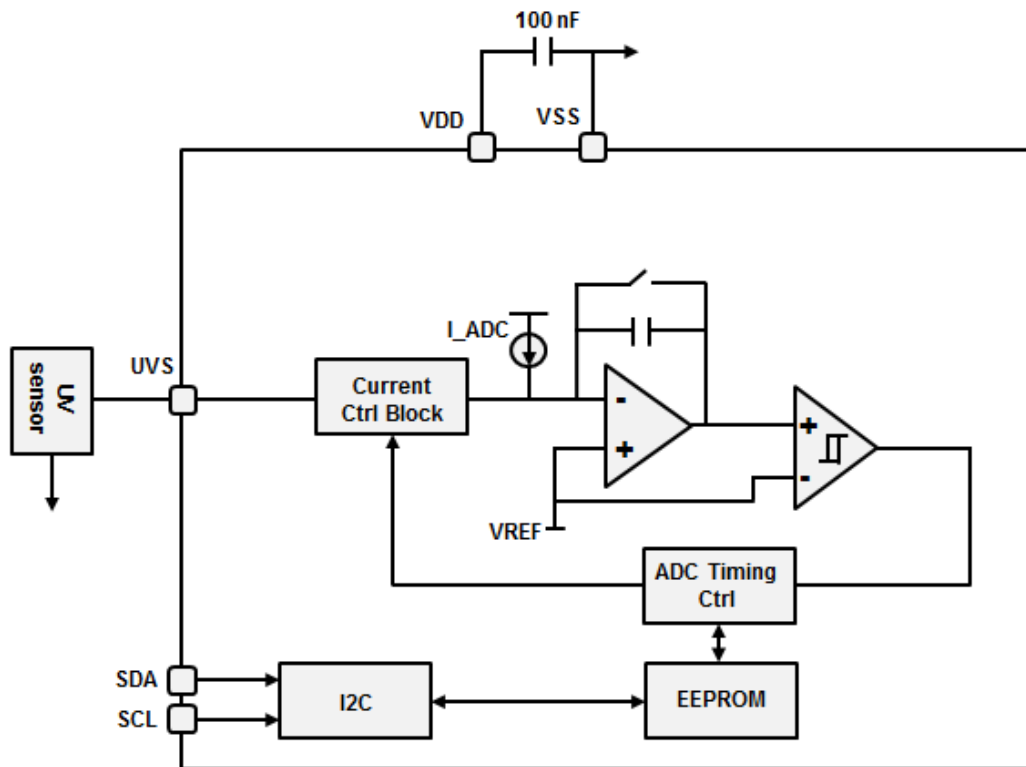 100 nF
VDD
VSS
I_ADC
UV
sensor
UVS
Current
Ctrl Block
-
+
+
-
VREF
ADC Timing
Ctrl
SDA
SCL
I2C
EEPROM